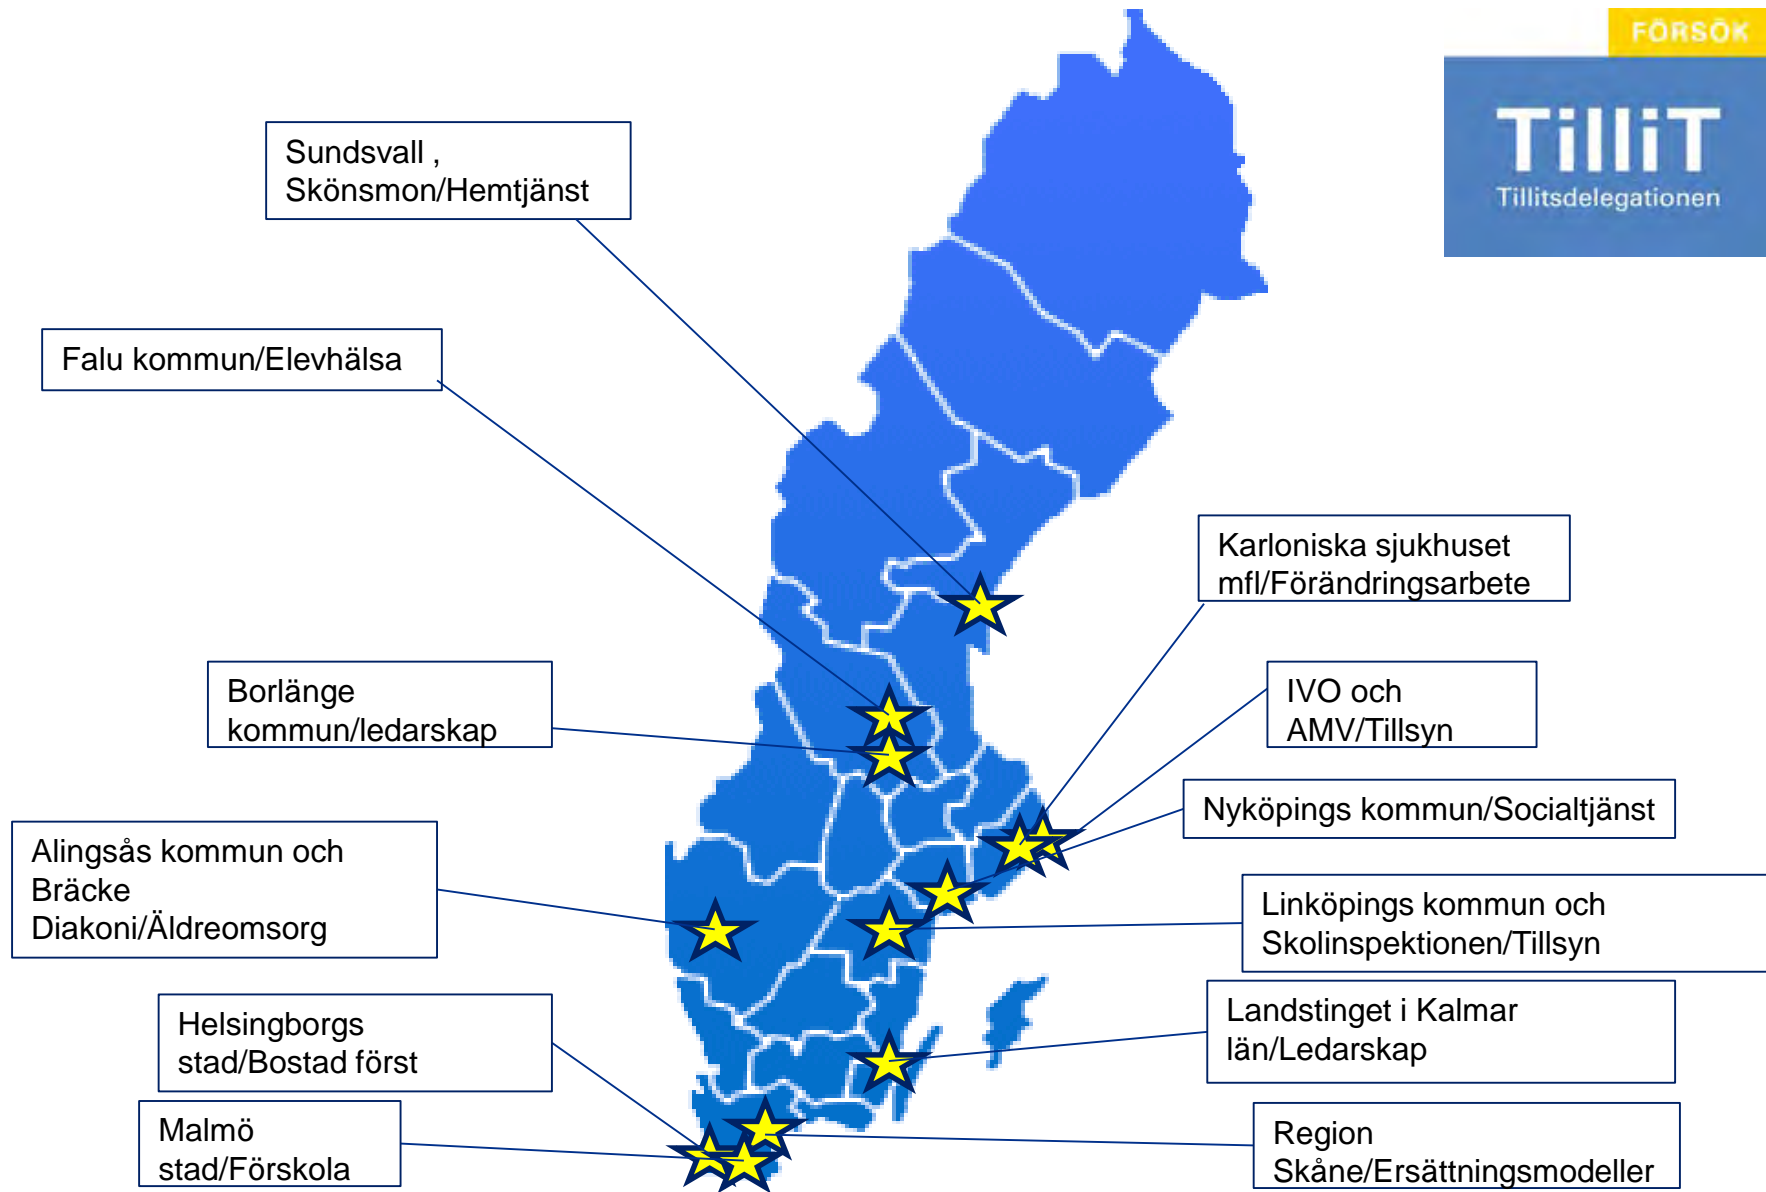 FÖRSÖK
TilliT
Tillitsdelegationen
Sundsvall ,
Skönsmon/Hemtjänst
Falu kommun/Elevhälsa
Karloniska sjukhuset
mfl/Förändringsarbete
Borlänge
kommun/ledarskap
IVO och
AMV/Tillsyn
Nyköpings kommun/Socialtjänst
Alingsås kommun och
Bräcke
Diakoni/Äldreomsorg
Linköpings kommun och
Skolinspektionen/Tillsyn
Helsingborgs
stad/Bostad först
Landstinget i Kalmar
län/Ledarskap
Malmö
stad/Förskola
Region
Skåne/Ersättningsmodeller